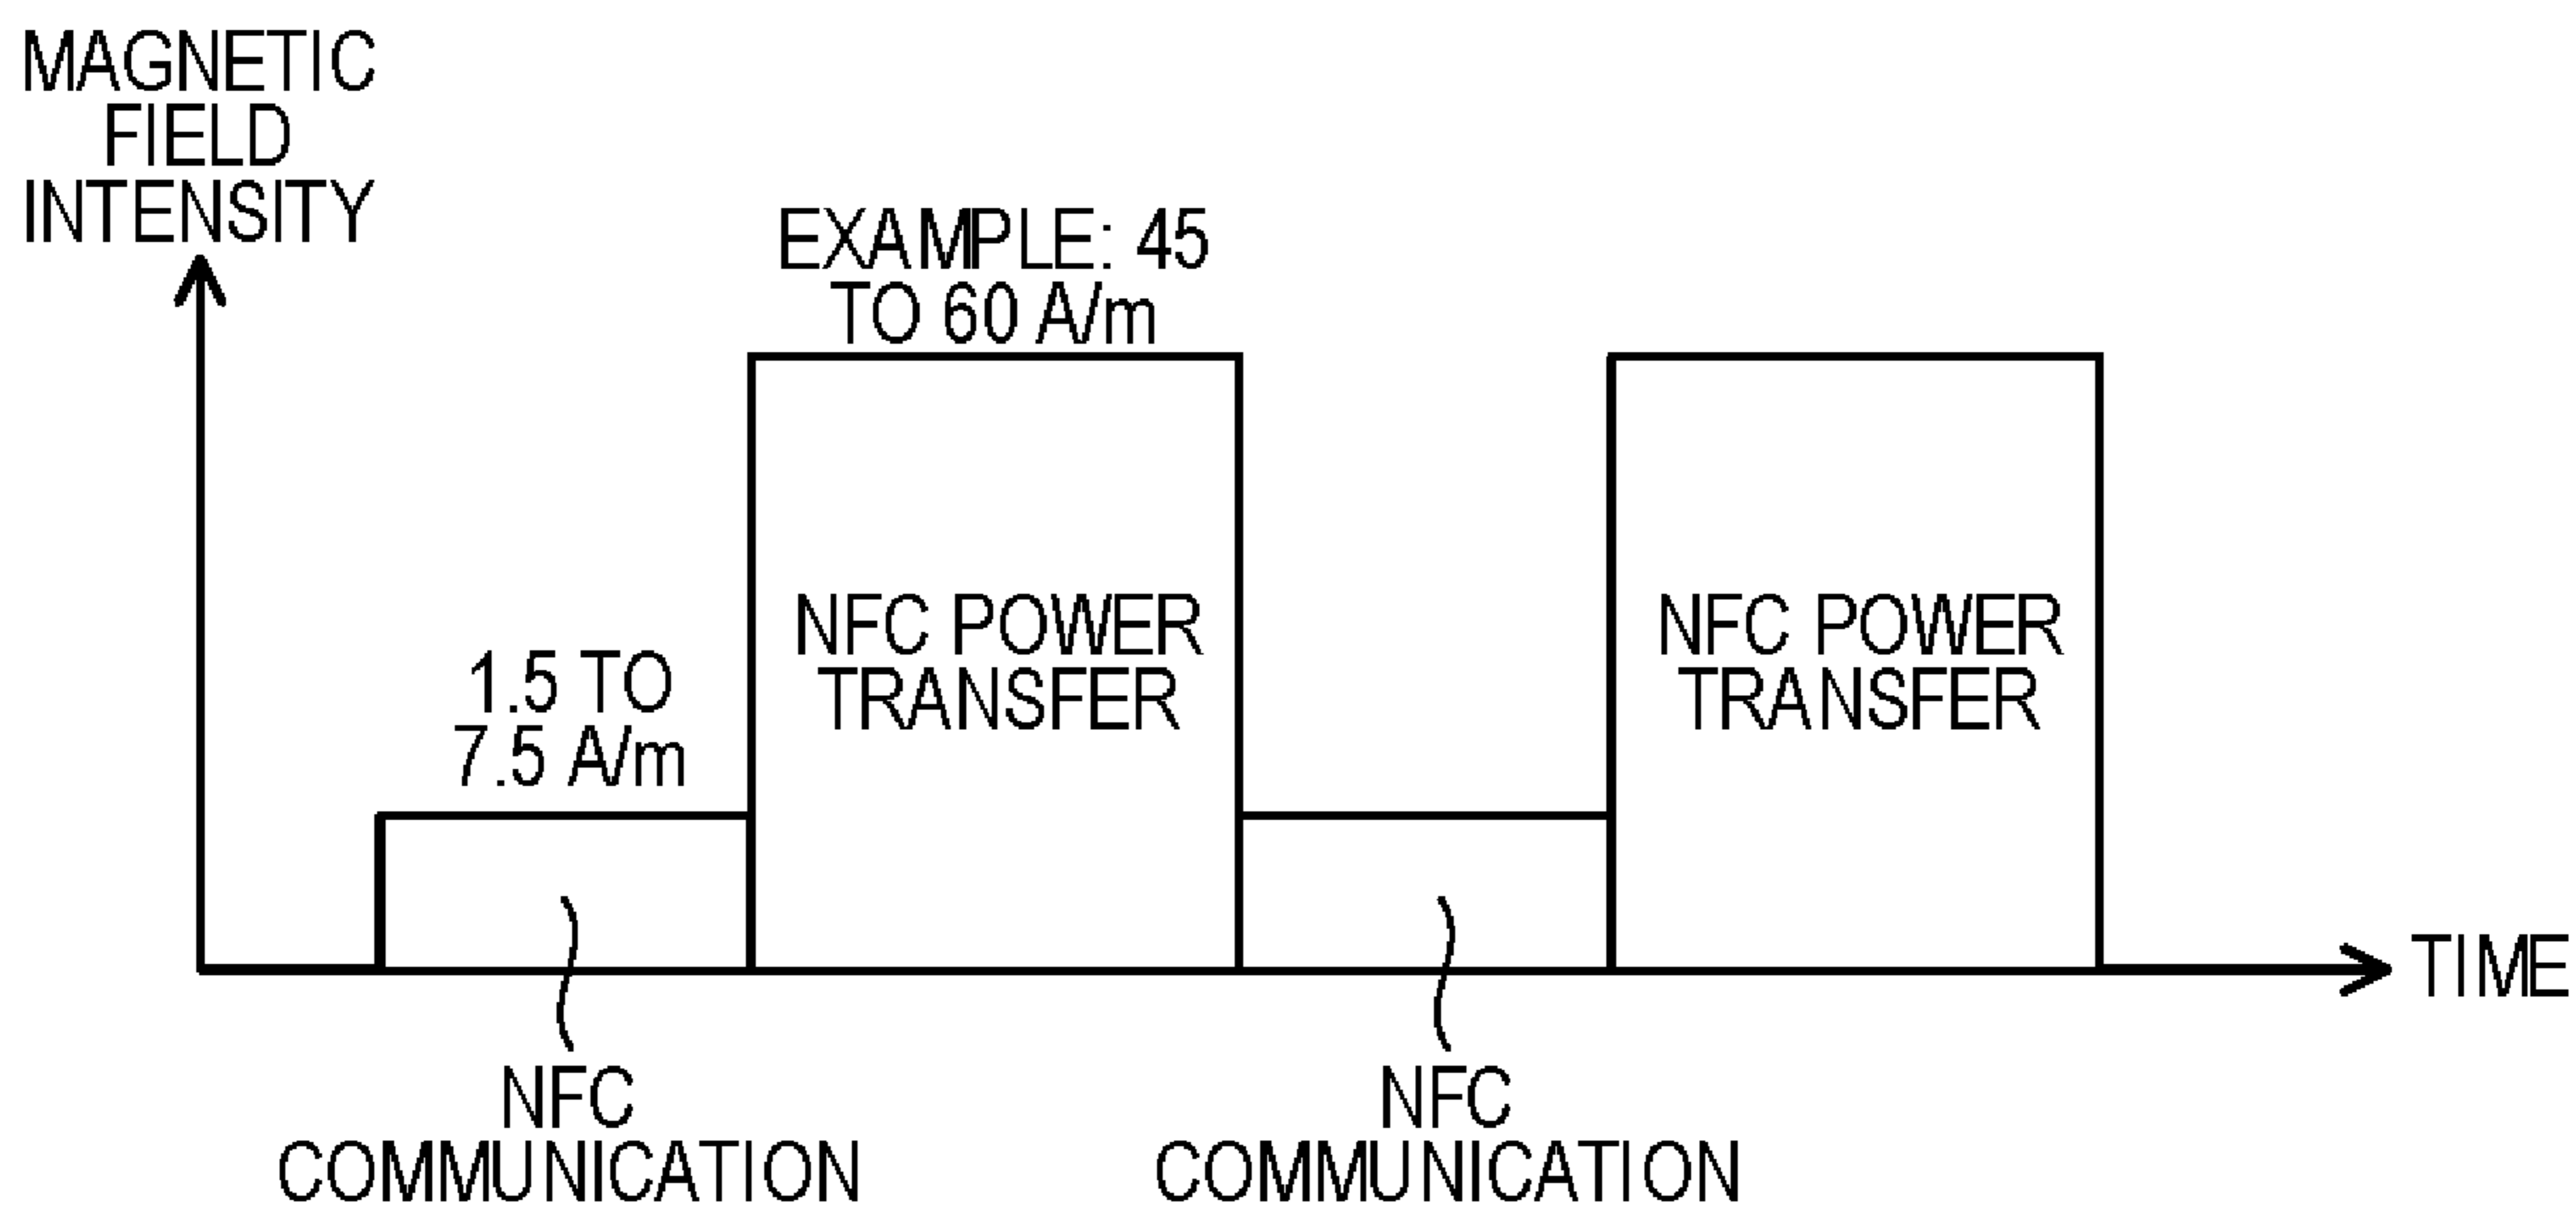 MAGNETIC
FIELD
INTENSITY
EXAMPLE: 45
TO 60 A/m
1.5 TO
7.5 A/m
NFC POWER
TRANSFER
NFC POWER
TRANSFER
TIME
NFC
COMMUNICATION
NFC
COMMUNICATION